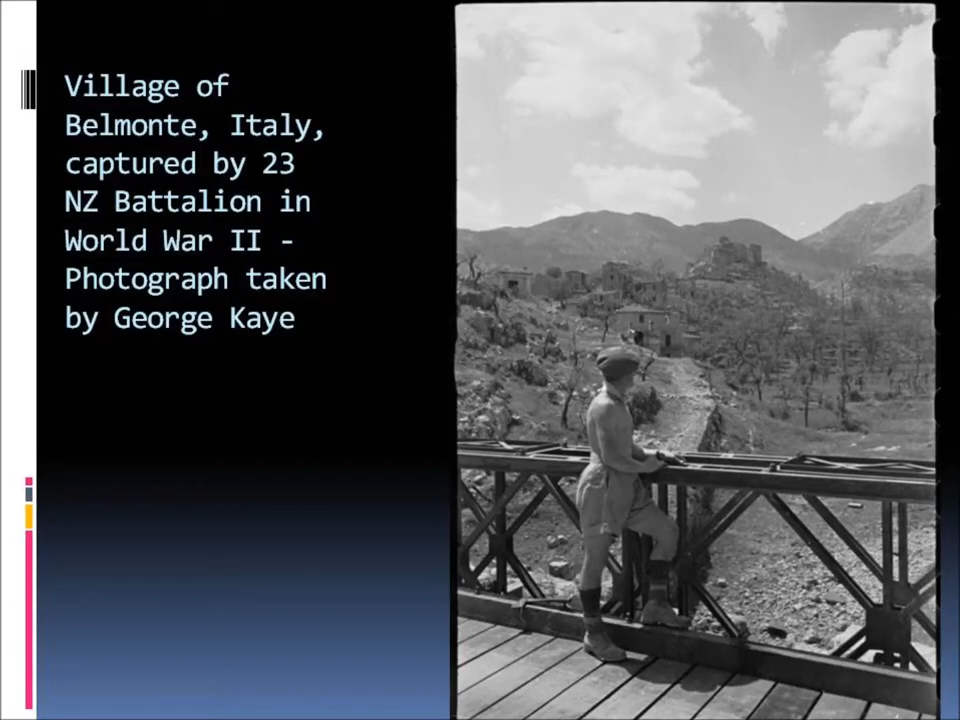 Village of
Belmonte, Italy,
captured by 23
NZ Battalion in
World War II -
Photograph taken
by George Kaye